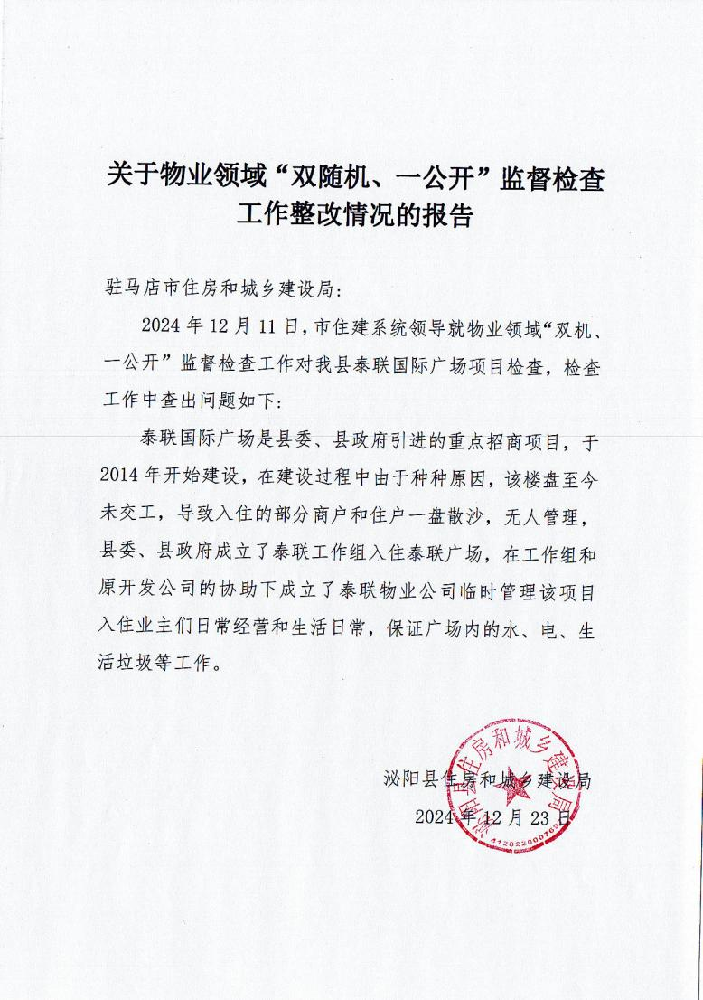 关于物业领域“双随机、一公开”监督检查
工作整改情况的报告
驻马店市住房和城乡建设局：
2024 年 12 月 11 日，市住建系统领导就物业领域“双机、
一公开”监督检查工作对我县泰联国际广场项目检查，检查
工作中查出问题如下：
泰联国际广场是县委、县政府引进的重点招商项目，于
2014 年开始建设，在建设过程中由于种种原因，该楼盘至今
未交工，导致入住的部分商户和住户一盘散沙，无人管理，
县委、县政府成立了泰联工作组入住泰联广场，在工作组和
原开发公司的协助下成立了泰联物业公司临时管理该项目
入住业主们日常经营和生活日常，保证广场内的水、电、生
活垃圾等工作。
泌阳县住房和城乡建设局
2024 年 12 月 23 日
泌阳县住房和城乡建设局